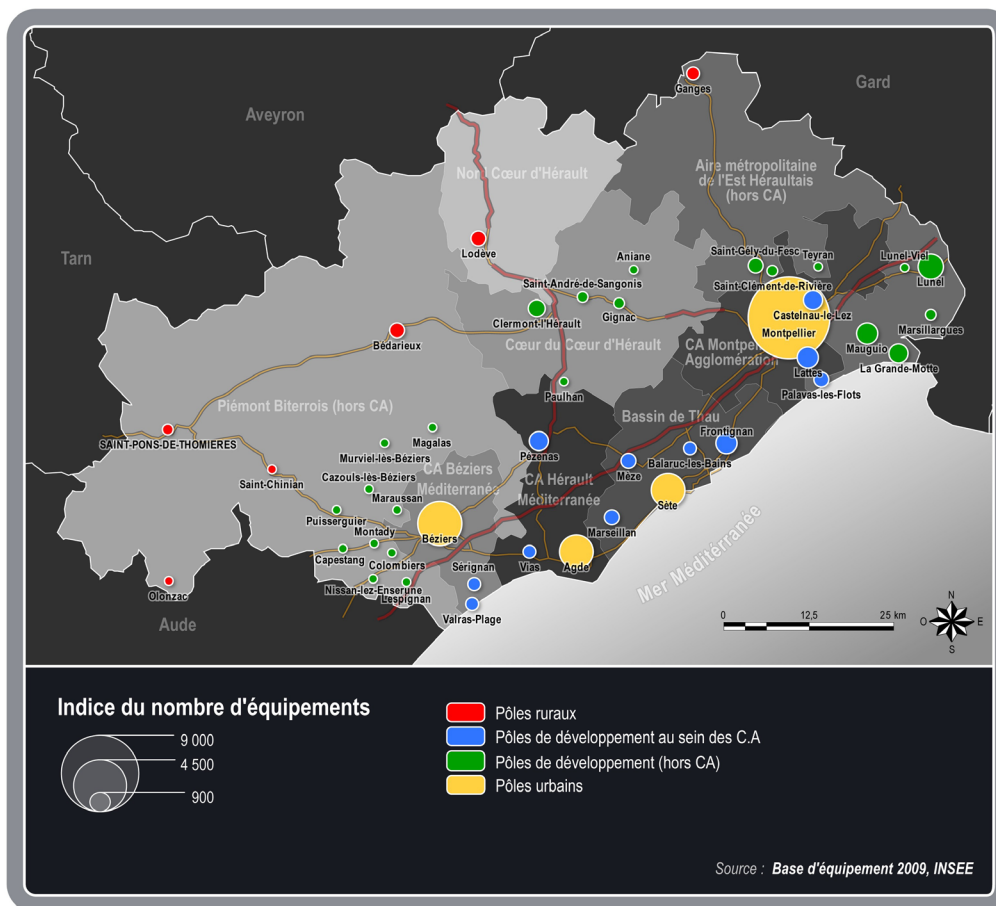 Gard
Ganges
Aveyron
Aire métropolitaine
de l'Est Héraultais
(hors CA)
Nord Cœur d'Hérault
Tarn
Lodève
Aniane
Saint-Gély-du-Fesc
Teyran
Lunel-Viel
Saint-André-de-Sangonis
Saint-Clément-de-Rivière
Lunel
Gignac
Castelnau-le-Lez
Marsillargues
Clermont-l'Hérault
Montpellier
Bédarieux
Cœur du Cœur d'Hérault
CA Montpe
Agglomération
Mauguio
Lattes
La Grande-Motte
Paulhan
Palavas-les-Flots
Piémont Biterrois (hors CA)
Bassin de Thau
SAINT-PONS-DE-THOMIERES
Magalas
Frontignan
Murviel-lès-Béziers
Pézenas
Balaruc-les-Bains
Saint-Chinian
Cazouls-lès-Béziers
CA Béziers
Méditerranée
CA Hérault
Méditerranée
Mèze
Maraussan
Sète
Puisserguier
Montady
Béziers
Marseillan
Capestang
Colombiers
Sérignan
Vias
Agde
Nissan-lez-Enserune
Lespignan
Olonzac
Valras-Plage
Aude
Mer Méditérranée
0 12,5 25 km
N
O E
S
Indice du nombre d'équipements
9 000
4 500
900
Pôles ruraux
Pôles de développement au sein des C.A
Pôles de développement (hors CA)
Pôles urbains
Source : Base d'équipement 2009, INSEE